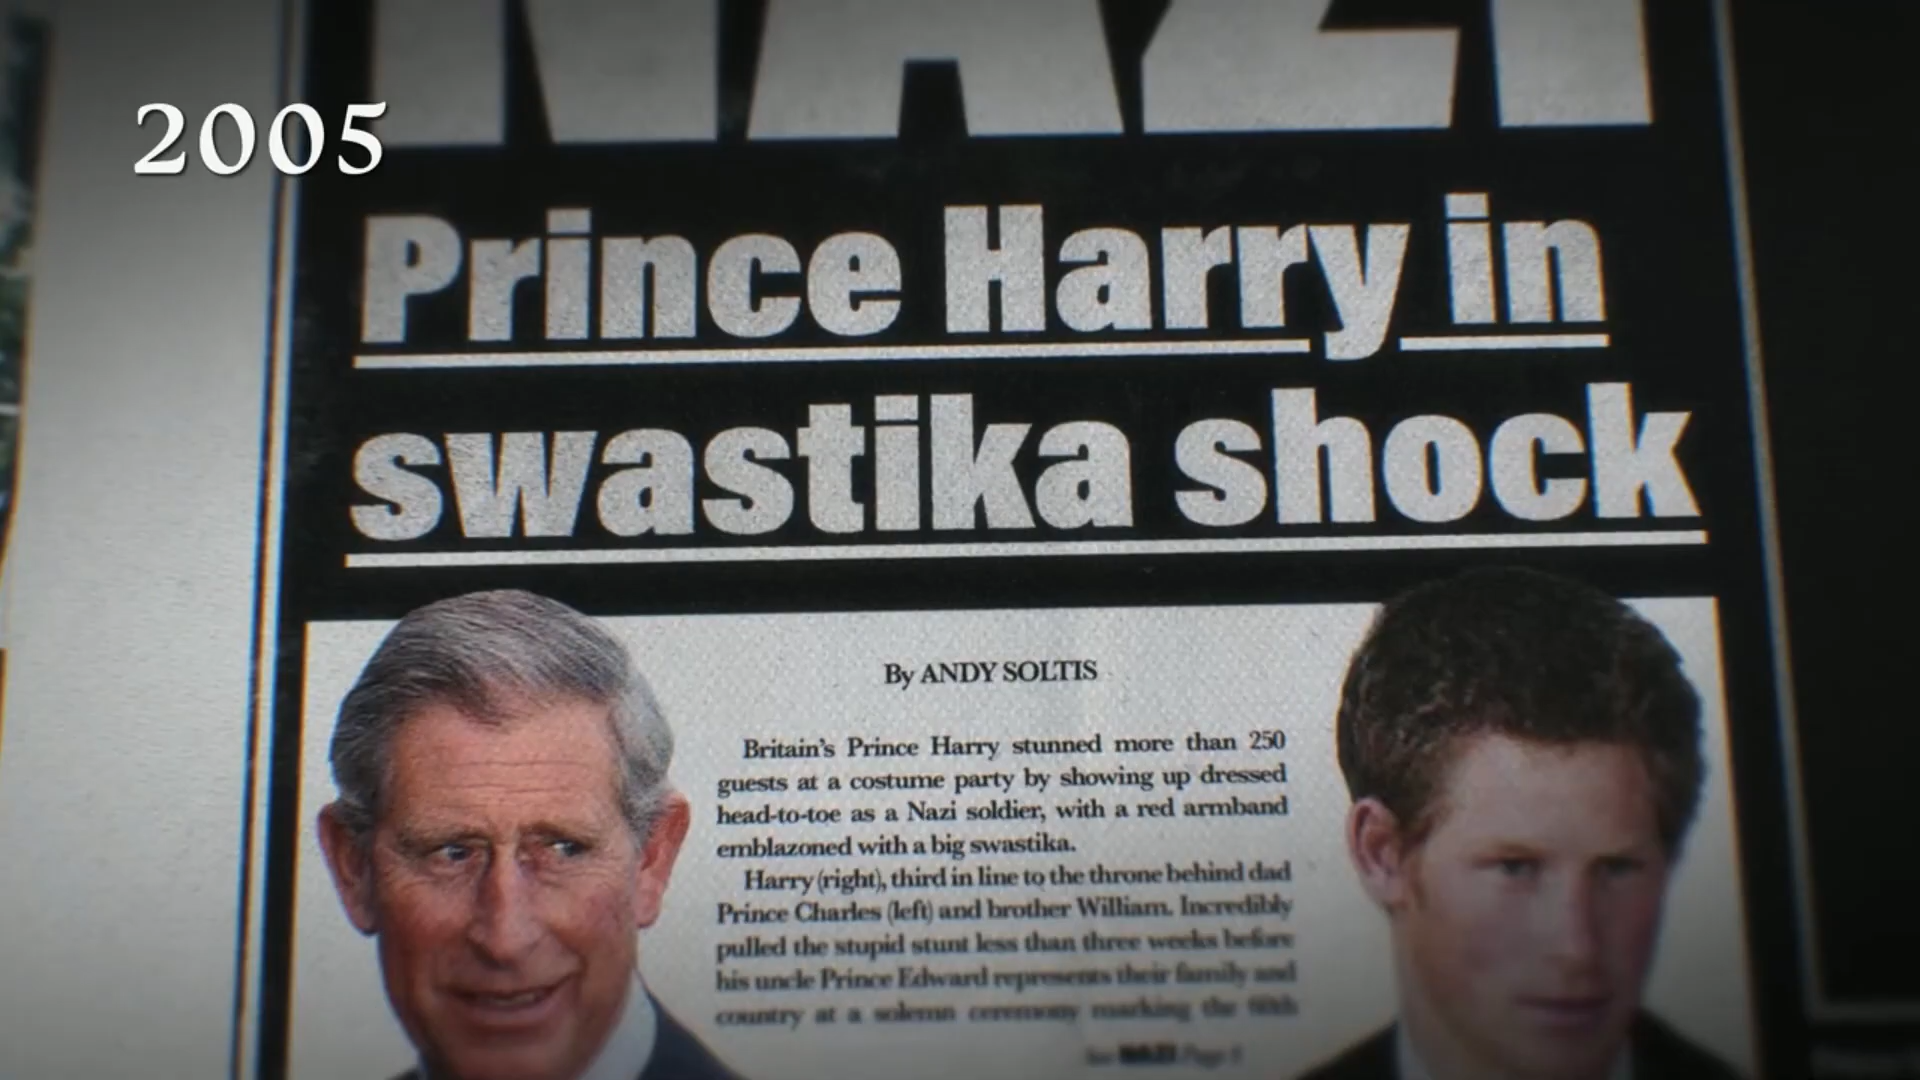 NAZI
2005
Prince Harry in
swastika shock
By ANDY SOLTIS
Britain's Prince Harry stunned more than 250
guests at a costume party by showing up dressed
head-to-toe as a Nazi soldier, with a red armband
emblazoned with a big swastika.
Harry (right), third in line to the throne behind dad
Prince Charles (left) and brother William. Incredibly
pulled the stupid stunt less than three weeks before
his uncle Prince Edward represents their family and
country at a solemn ceremony marking the 60th
See NAZI Page